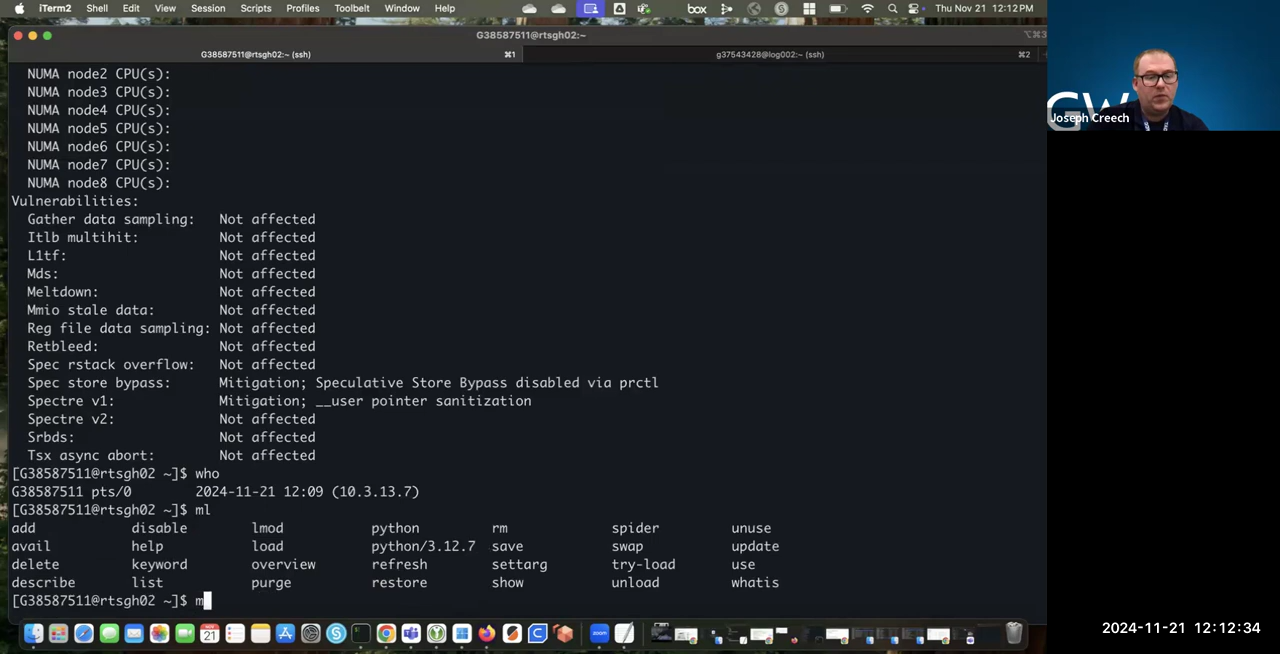 iTerm2 Shell Edit View Session Scripts Profiles Toolbelt Window Help box Thu Nov 21 12:12 PM
G38587511@rtsgh02:~ ⌥⌘3
G38587511@rtsgh02:~ (ssh) ⌘1 g37543428@log002:~ (ssh) ⌘2
NUMA node2 CPU(s):
NUMA node3 CPU(s):
NUMA node4 CPU(s):
NUMA node5 CPU(s):
NUMA node6 CPU(s):
NUMA node7 CPU(s):
NUMA node8 CPU(s):
Vulnerabilities:
Gather data sampling: Not affected
Itlb multihit: Not affected
L1tf: Not affected
Mds: Not affected
Meltdown: Not affected
Mmio stale data: Not affected
Reg file data sampling: Not affected
Retbleed: Not affected
Spec rstack overflow: Not affected
Spec store bypass: Mitigation; Speculative Store Bypass disabled via prctl
Spectre v1: Mitigation; __user pointer sanitization
Spectre v2: Not affected
Srbds: Not affected
Tsx async abort: Not affected
[G38587511@rtsgh02 ~]$ who
G38587511 pts/0 2024-11-21 12:09 (10.3.13.7)
[G38587511@rtsgh02 ~]$ ml
add disable lmod python rm spider unuse
avail help load python/3.12.7 save swap update
delete keyword overview refresh settarg try-load use
describe list purge restore show unload whatis
[G38587511@rtsgh02 ~]$ m
GW
Joseph Creech
NOV
21
zoom
2024-11-21 12:12:34